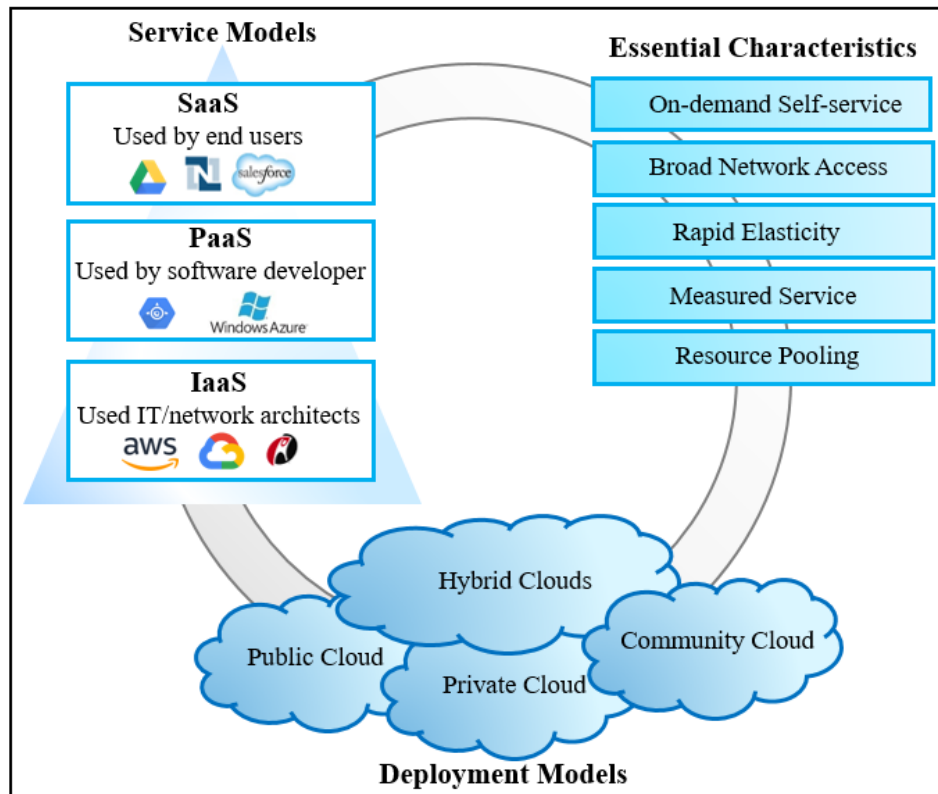 Service Models
SaaS
Used by end users
N
salesforce
PaaS
Used by software developer
Windows Azure
IaaS
Used IT/network architects
aws
Essential Characteristics
On-demand Self-service
Broad Network Access
Rapid Elasticity
Measured Service
Resource Pooling
Hybrid Clouds
Public Cloud
Private Cloud
Community Cloud
Deployment Models